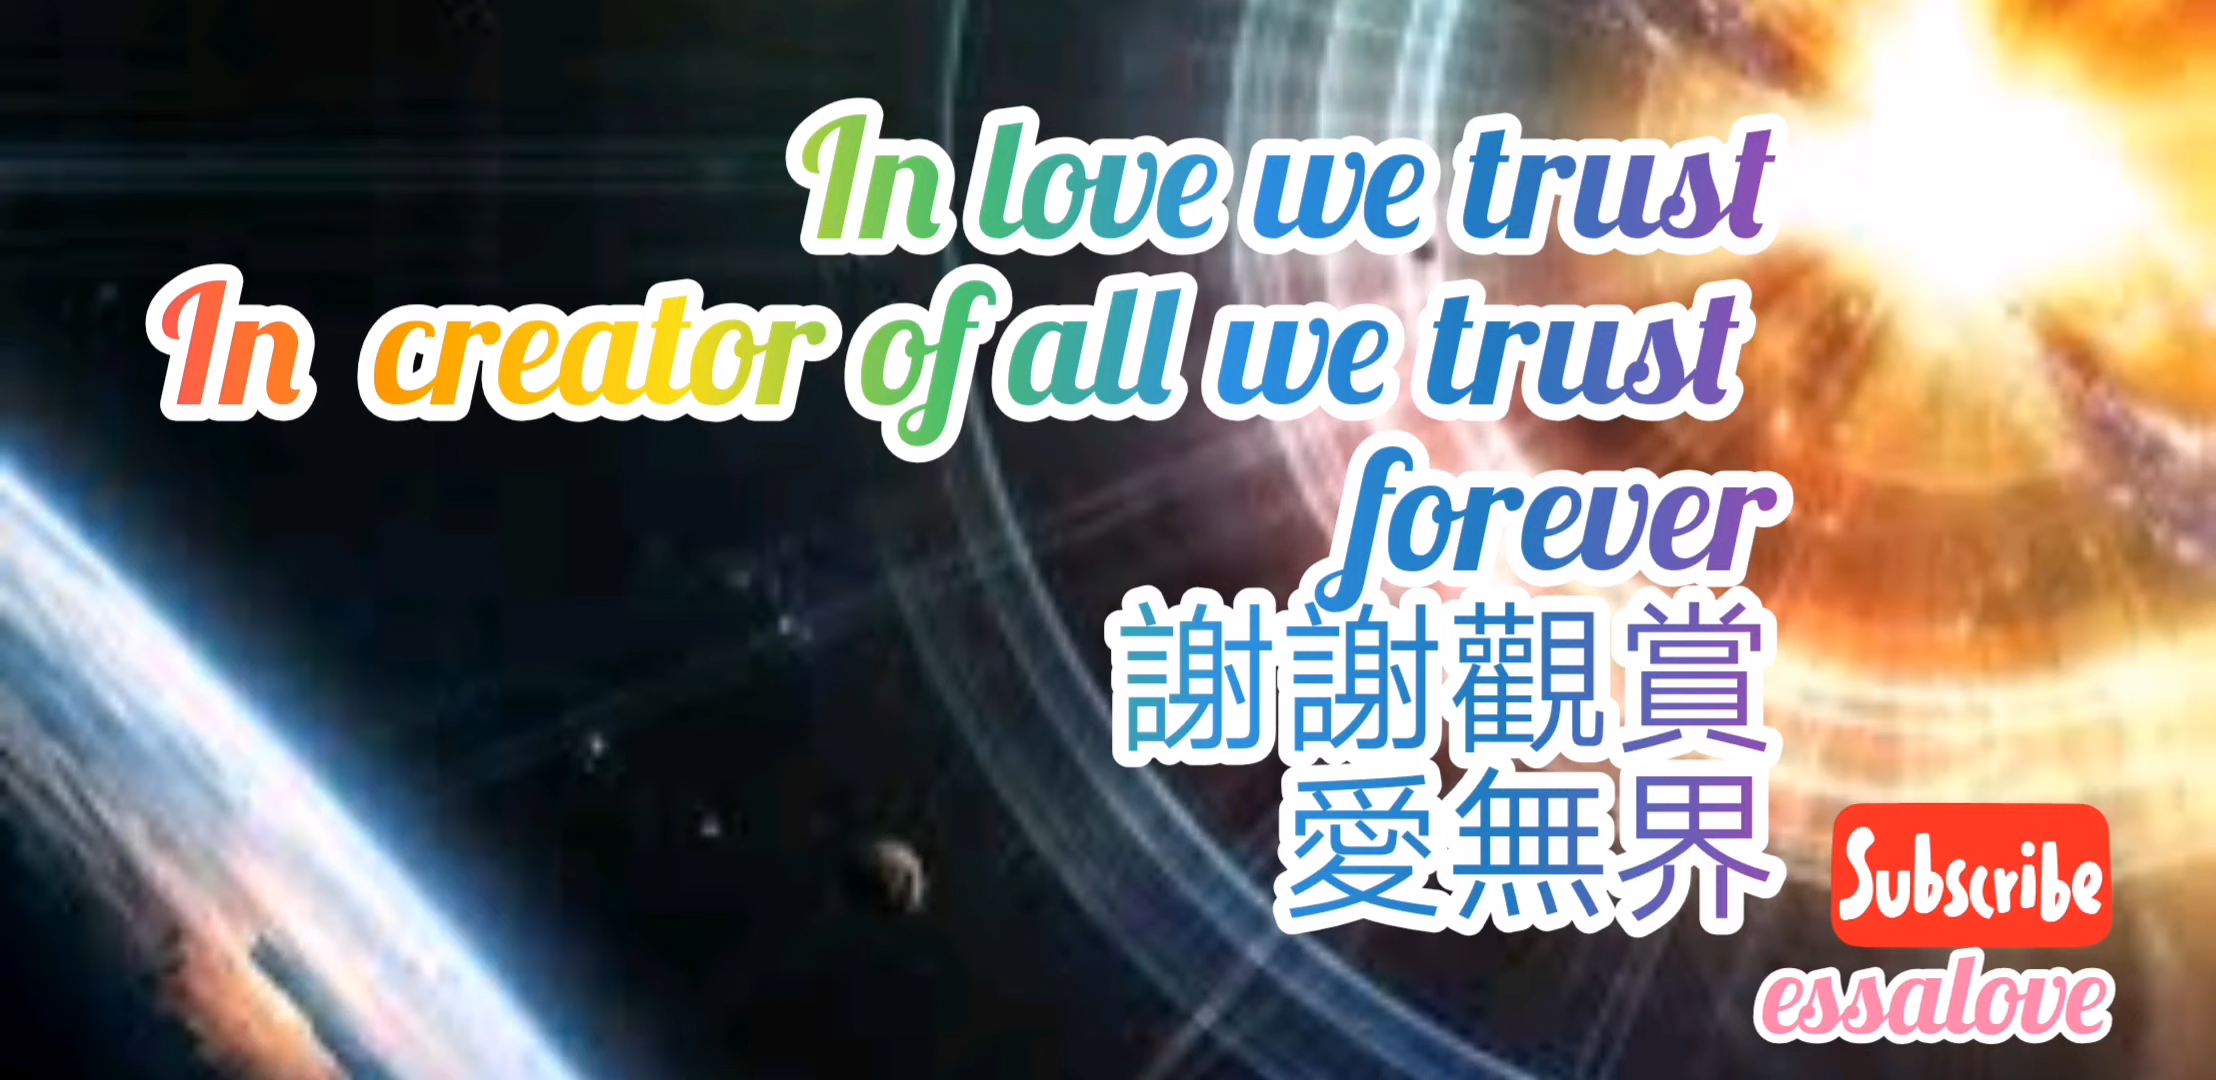 In love we trust
In creator of all we trust
forever
謝謝觀賞
愛無界
Subscribe
essalove